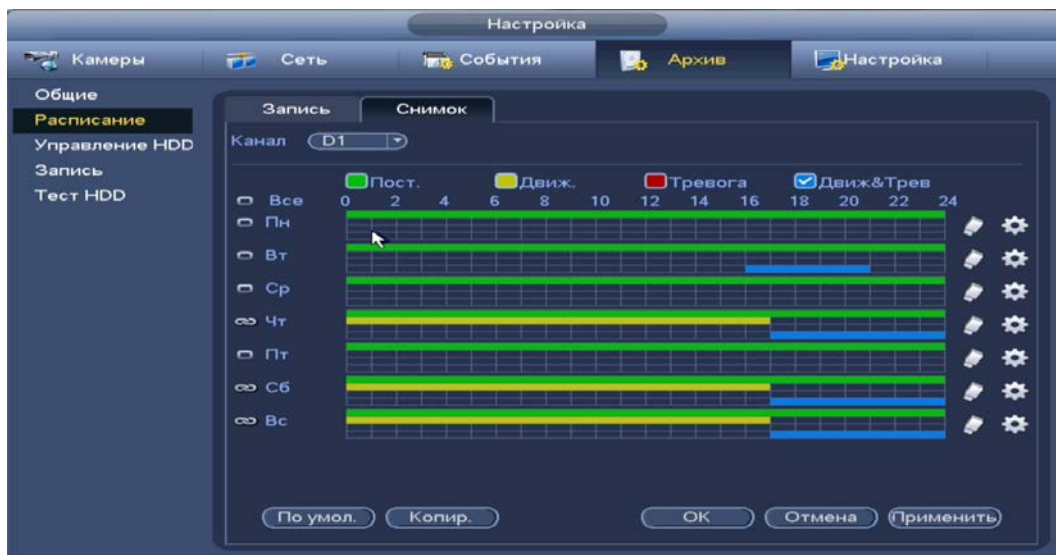 Настройка
Камеры Сеть События Архив Настройка
Общие
Расписание
Управление HDD
Запись
Тест HDD
Запись Снимок
Канал D1
Пост. Движ. Тревога Движ&Трев
Все 0 2 4 6 8 10 12 14 16 18 20 22 24
Пн
Вт
Ср
Чт
Пт
Сб
Вс
По умол. Копир. OK Отмена Применить